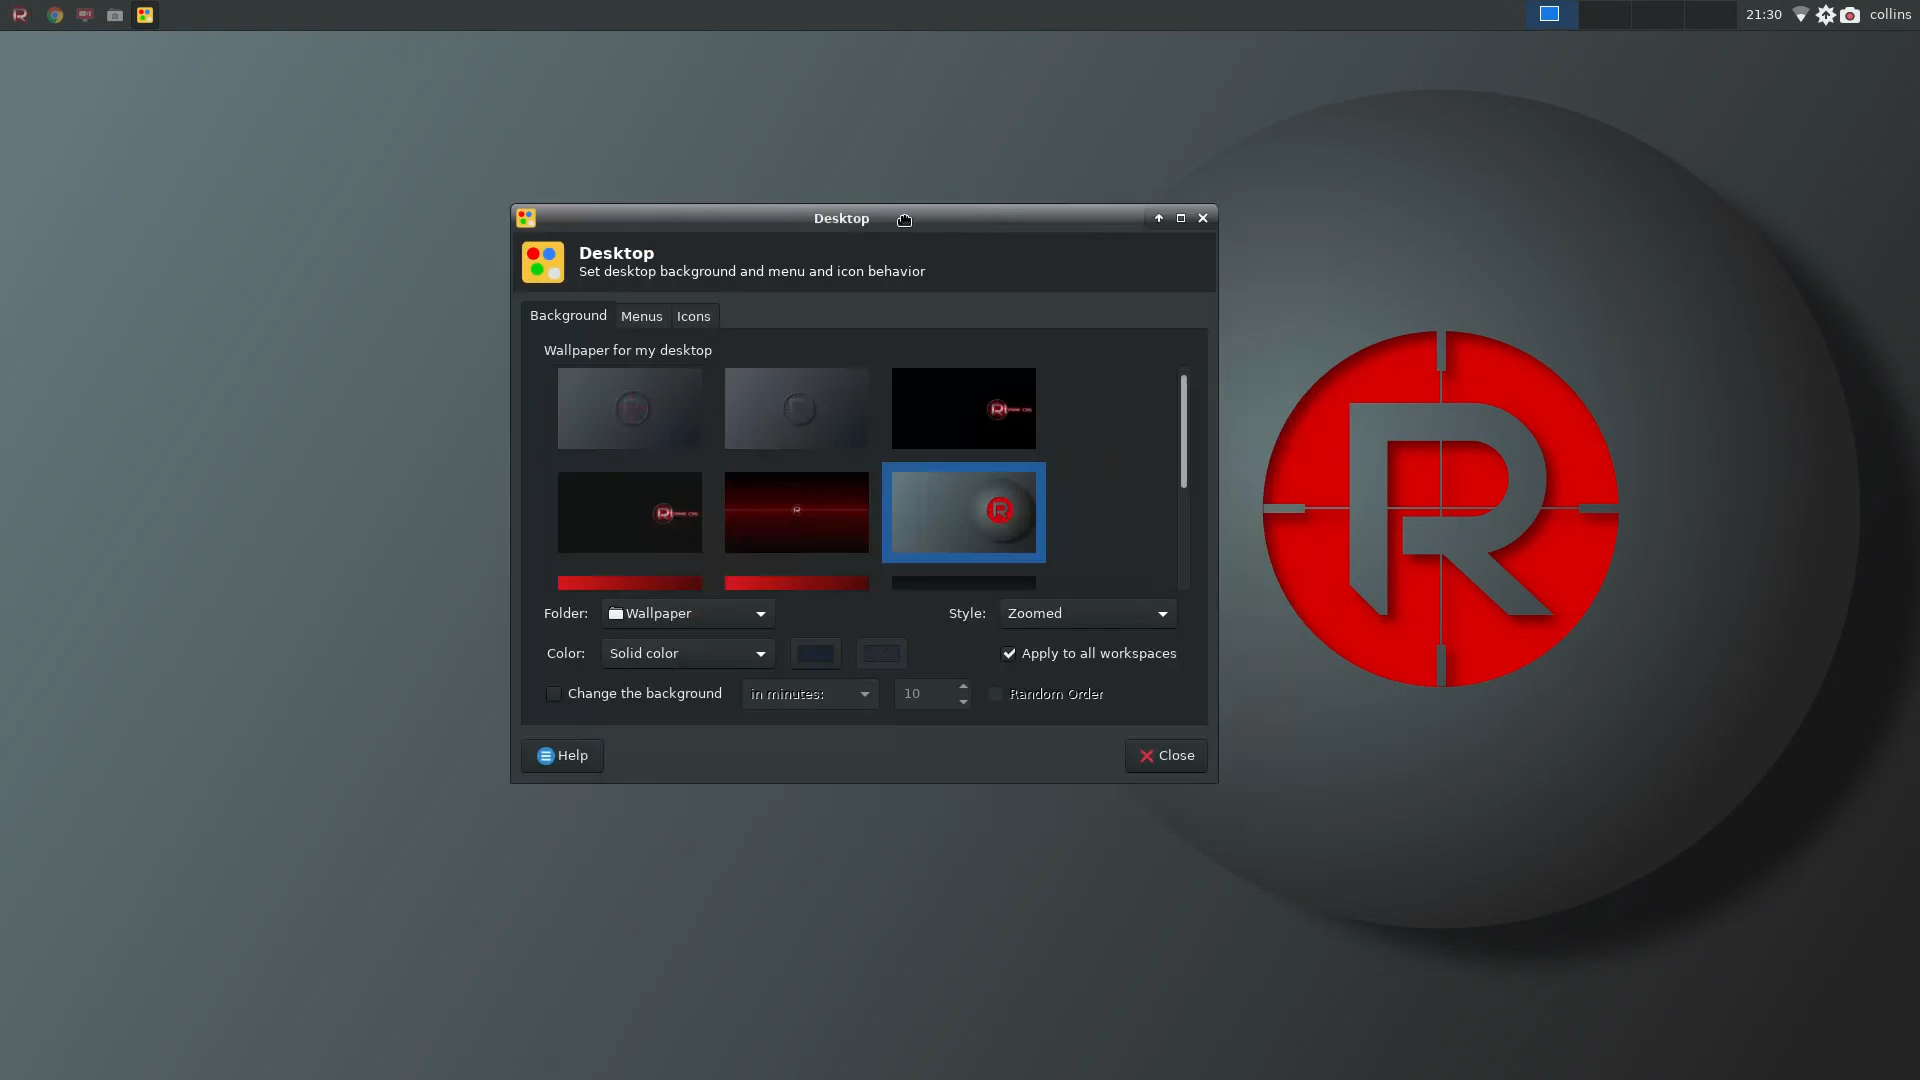 21:30
collins
Desktop
Desktop
Set desktop background and menu and icon behavior
Background Menus Icons
Wallpaper for my desktop
Folder: Wallpaper Style: Zoomed
Color: Solid color Apply to all workspaces
Change the background in minutes: 10 Random Order
Help Close
R